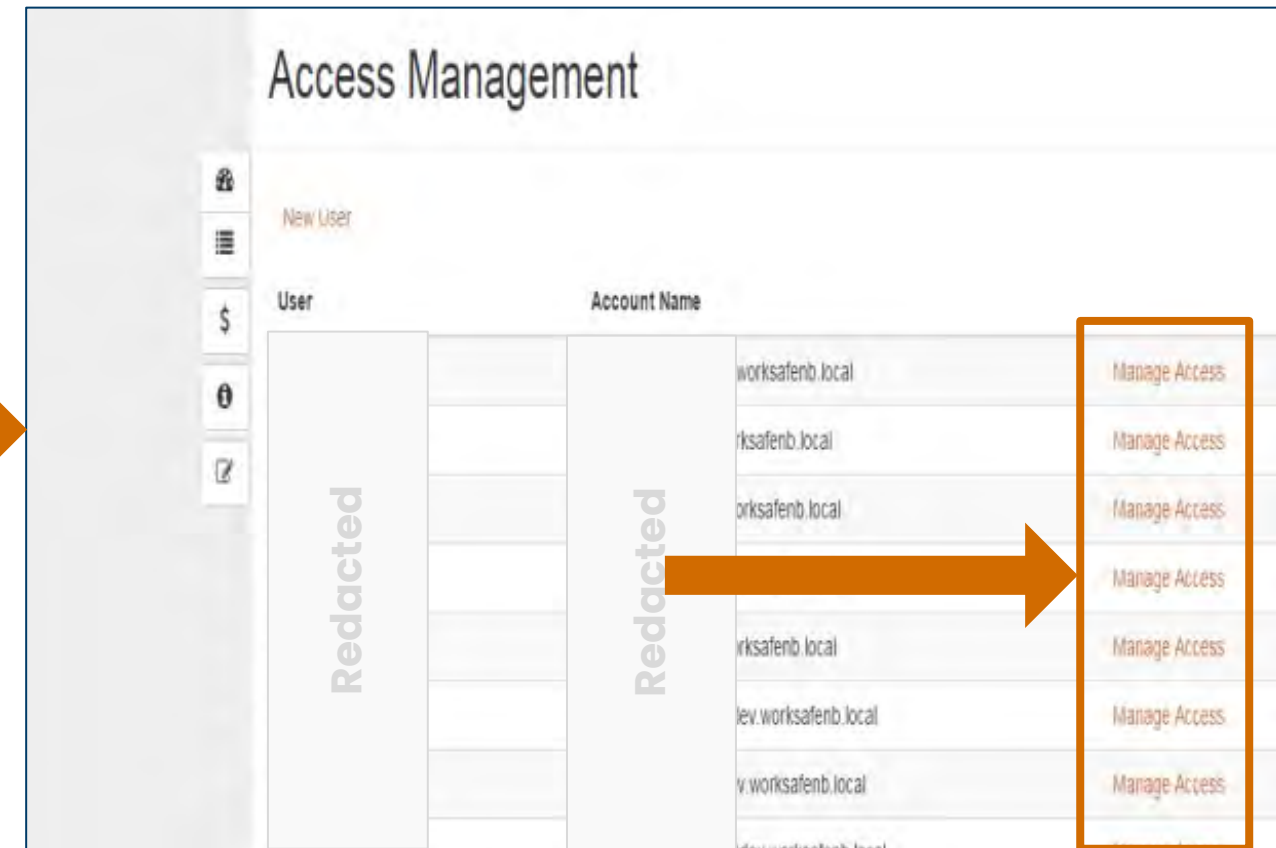 Access Management
New User
$
User Account Name
worksafenb.local Manage Access
rksafenb.local Manage Access
orksafenb.local Manage Access
Manage Access
rksafenb.local Manage Access
dev.worksafenb.local Manage Access
v.worksafenb.local Manage Access
Redacted
Redacted